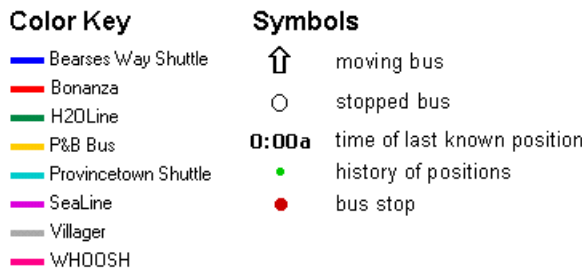 Color Key
Bearses Way Shuttle
Bonanza
H2OLine
P&B Bus
Provincetown Shuttle
SeaLine
Villager
WHOOSH
Symbols
moving bus
stopped bus
0:00a time of last known position
history of positions
bus stop